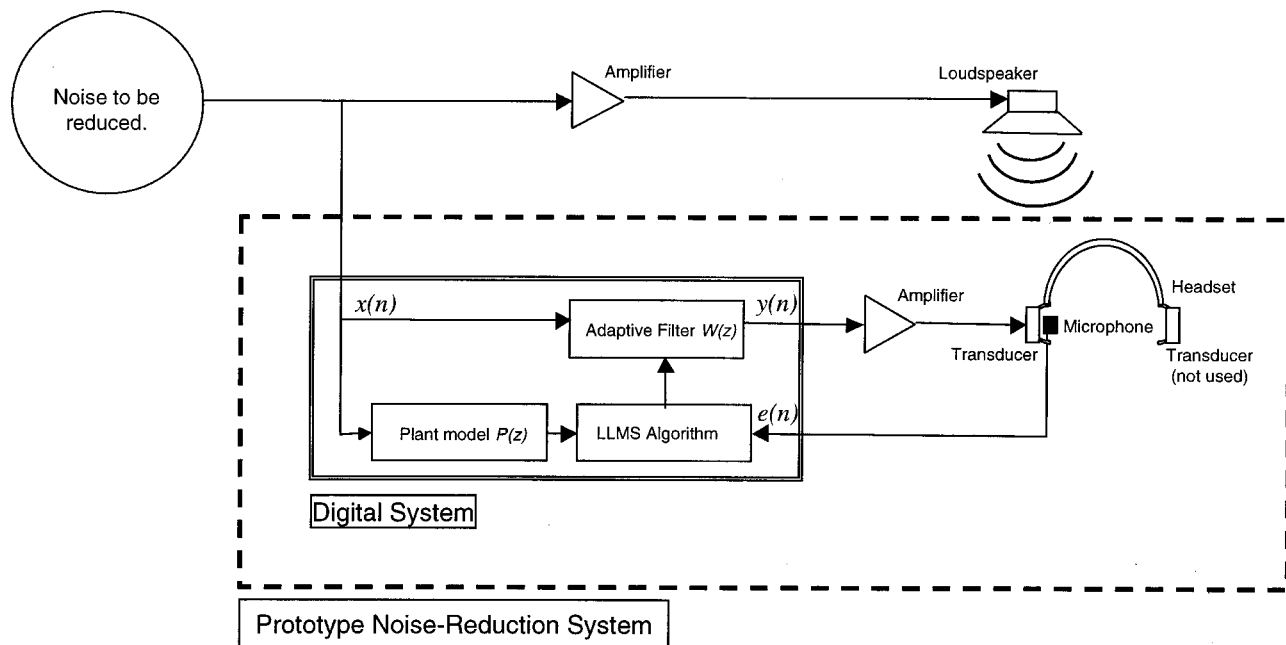 Noise to be
reduced.
Amplifier
Loudspeaker
x(n)
Adaptive Filter W(z)
y(n)
Amplifier
Headset
Microphone
Transducer
Transducer
(not used)
Plant model P(z)
LLMS Algorithm
e(n)
Digital System
Prototype Noise-Reduction System